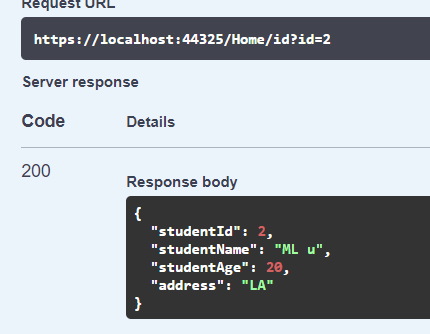 Request URL
https://localhost:44325/Home/id?id=2
Server response
Code Details
200
Response body
{
  "studentId": 2,
  "studentName": "ML u",
  "studentAge": 20,
  "address": "LA"
}